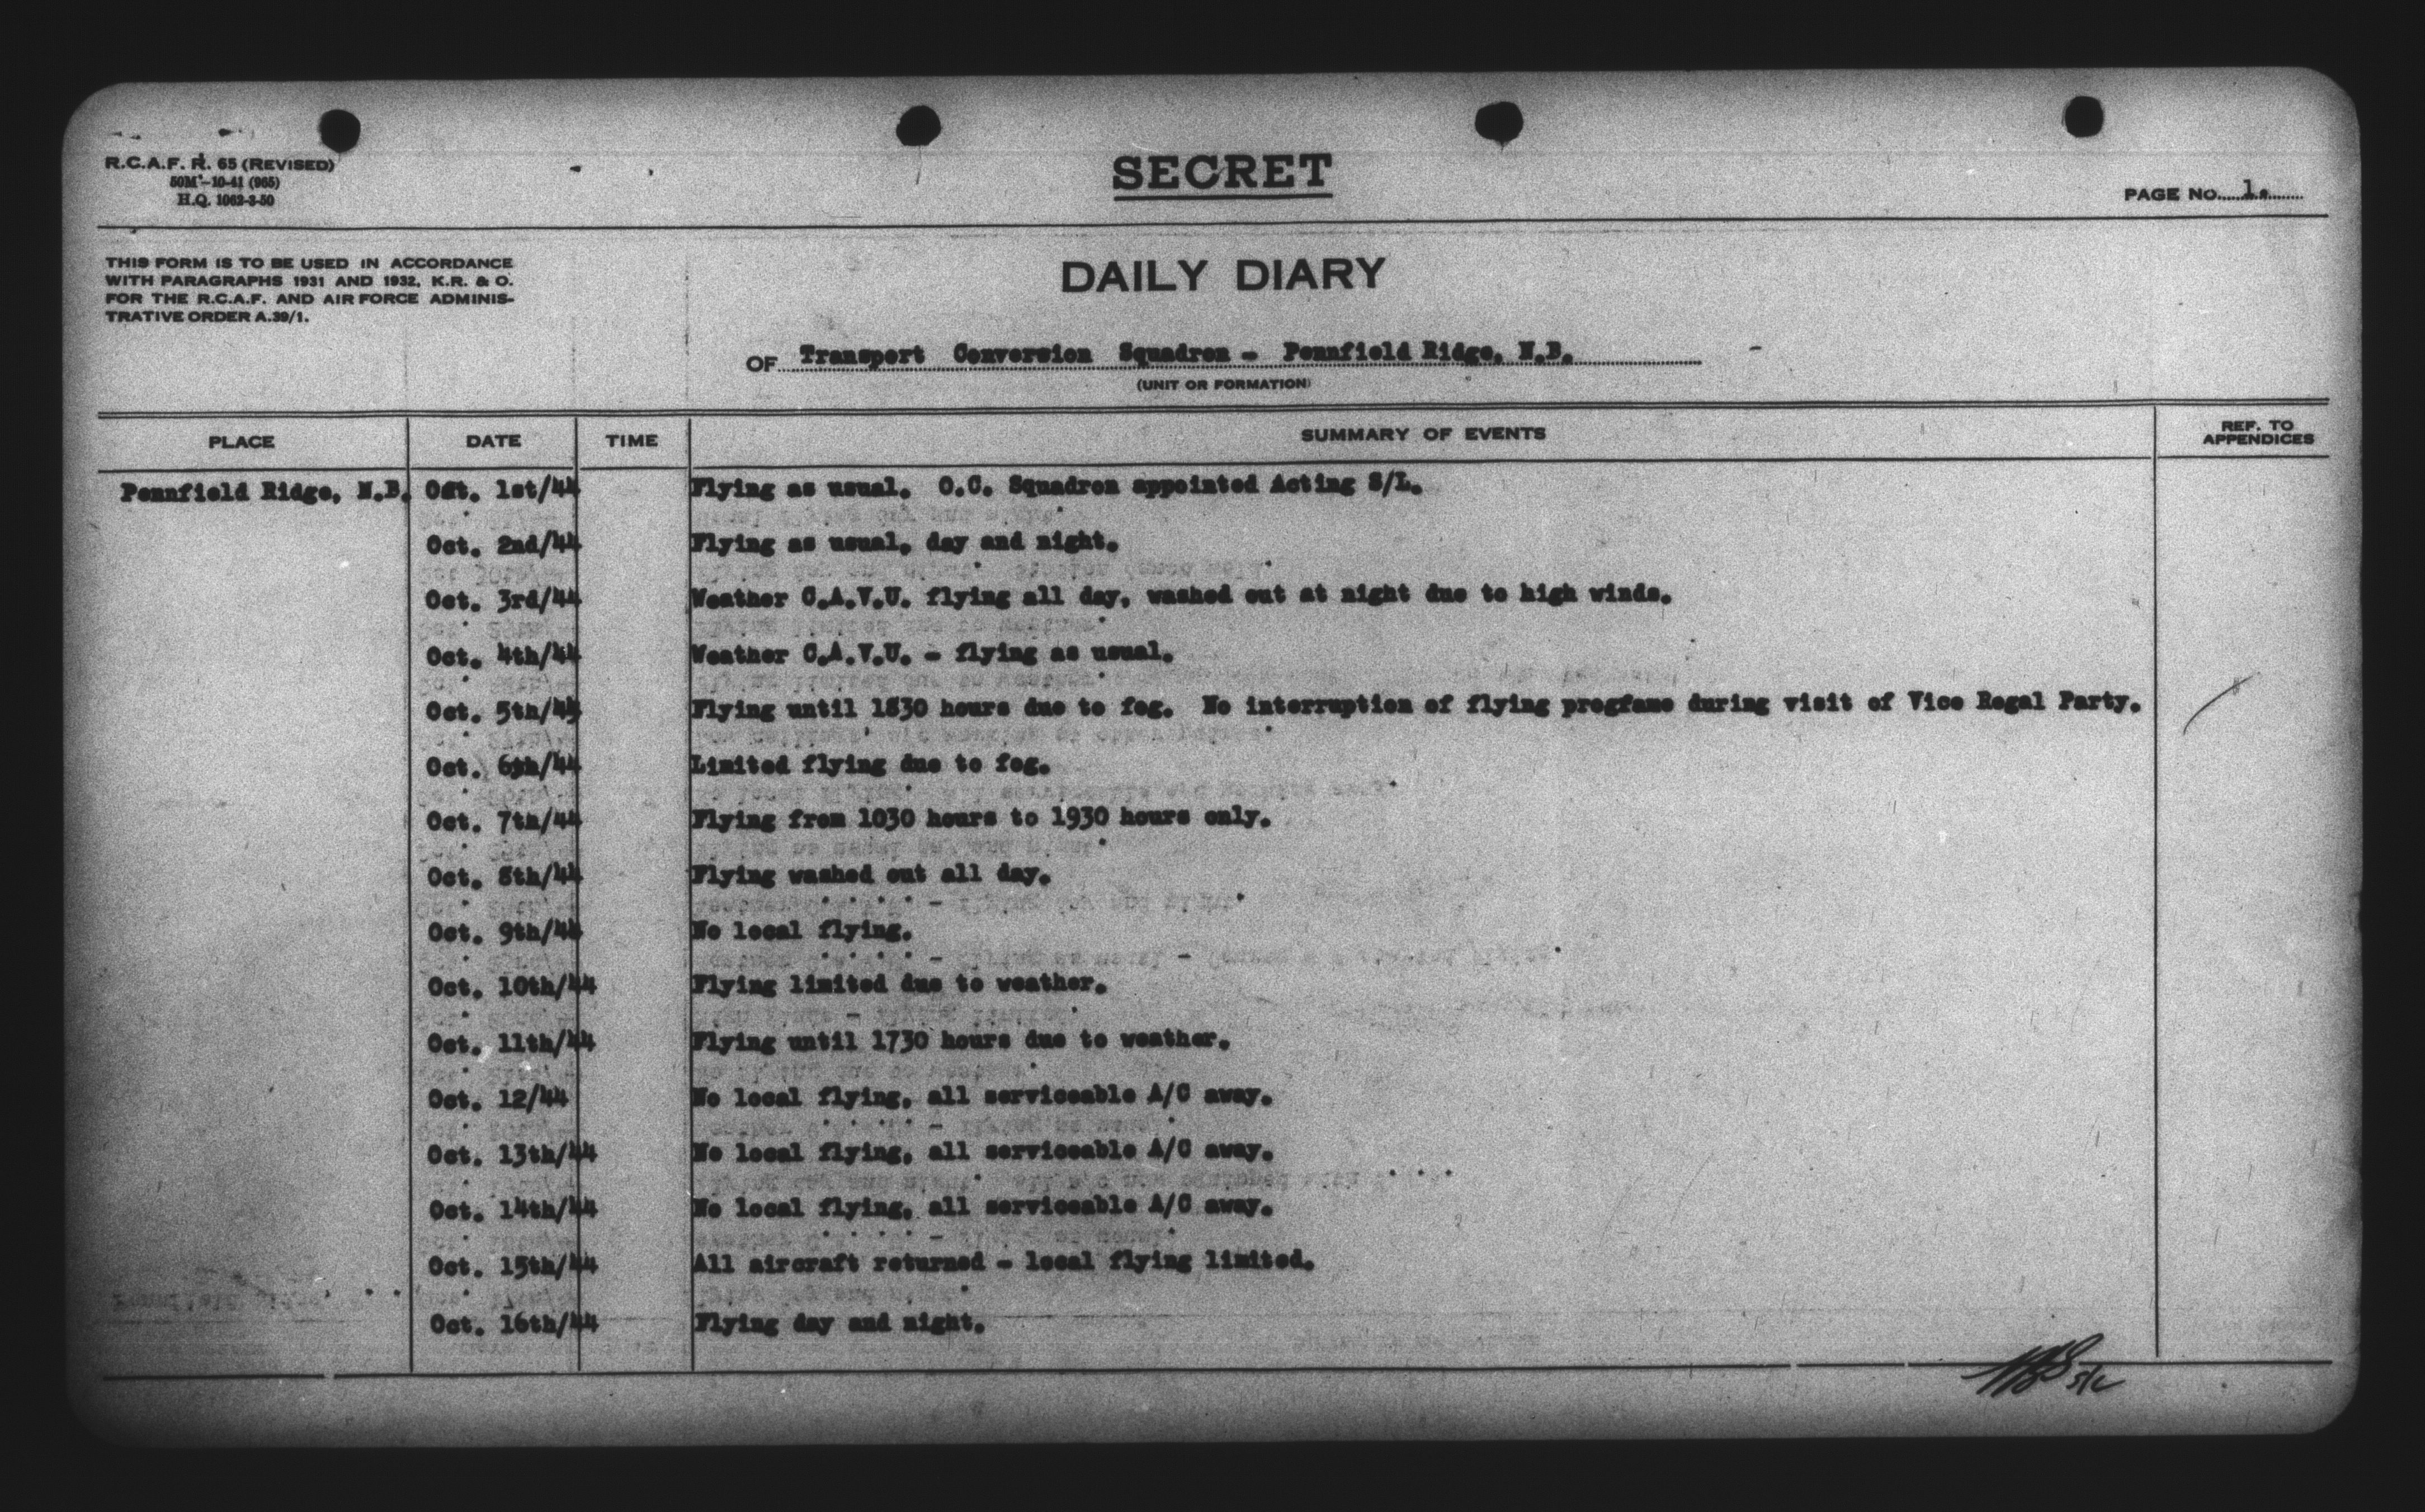 R.C.A.F. R. 65 (REVISED)
50M-10-41 (965)
H.Q. 1062-3-50
SECRET
PAGE NO. 1.
THIS FORM IS TO BE USED IN ACCORDANCE
WITH PARAGRAPHS 1931 AND 1932, K.R. & O.
FOR THE R.C.A.F. AND AIR FORCE ADMINIS-
TRATIVE ORDER A.39/1.
DAILY DIARY
OF Transport Conversion Squadron - Pennfield Ridge, N.B.
(UNIT OR FORMATION)
PLACE DATE TIME SUMMARY OF EVENTS REF. TO APPENDICES
Pennfield Ridge, N.B. Oct. 1st/44 Flying as usual. O.C. Squadron appointed Acting S/L.
Oct. 2nd/44 Flying as usual, day and night.
Oct. 3rd/44 Weather C.A.V.U. flying all day, washed out at night due to high winds.
Oct. 4th/44 Weather C.A.V.U. - flying as usual.
Oct. 5th/45 Flying until 1830 hours due to fog. No interruption of flying progfame during visit of Vice Regal Party.
Oct. 6th/44 Limited flying due to fog.
Oct. 7th/44 Flying from 1030 hours to 1930 hours only.
Oct. 8th/44 Flying washed out all day.
Oct. 9th/44 No local flying.
Oct. 10th/44 Flying limited due to weather.
Oct. 11th/44 Flying until 1730 hours due to weather.
Oct. 12/44 No local flying, all serviceable A/C away.
Oct. 13th/44 No local flying, all serviceable A/C away.
Oct. 14th/44 No local flying, all serviceable A/C away.
Oct. 15th/44 All aircraft returned - local flying limited.
Oct. 16th/44 Flying day and night.
S/L